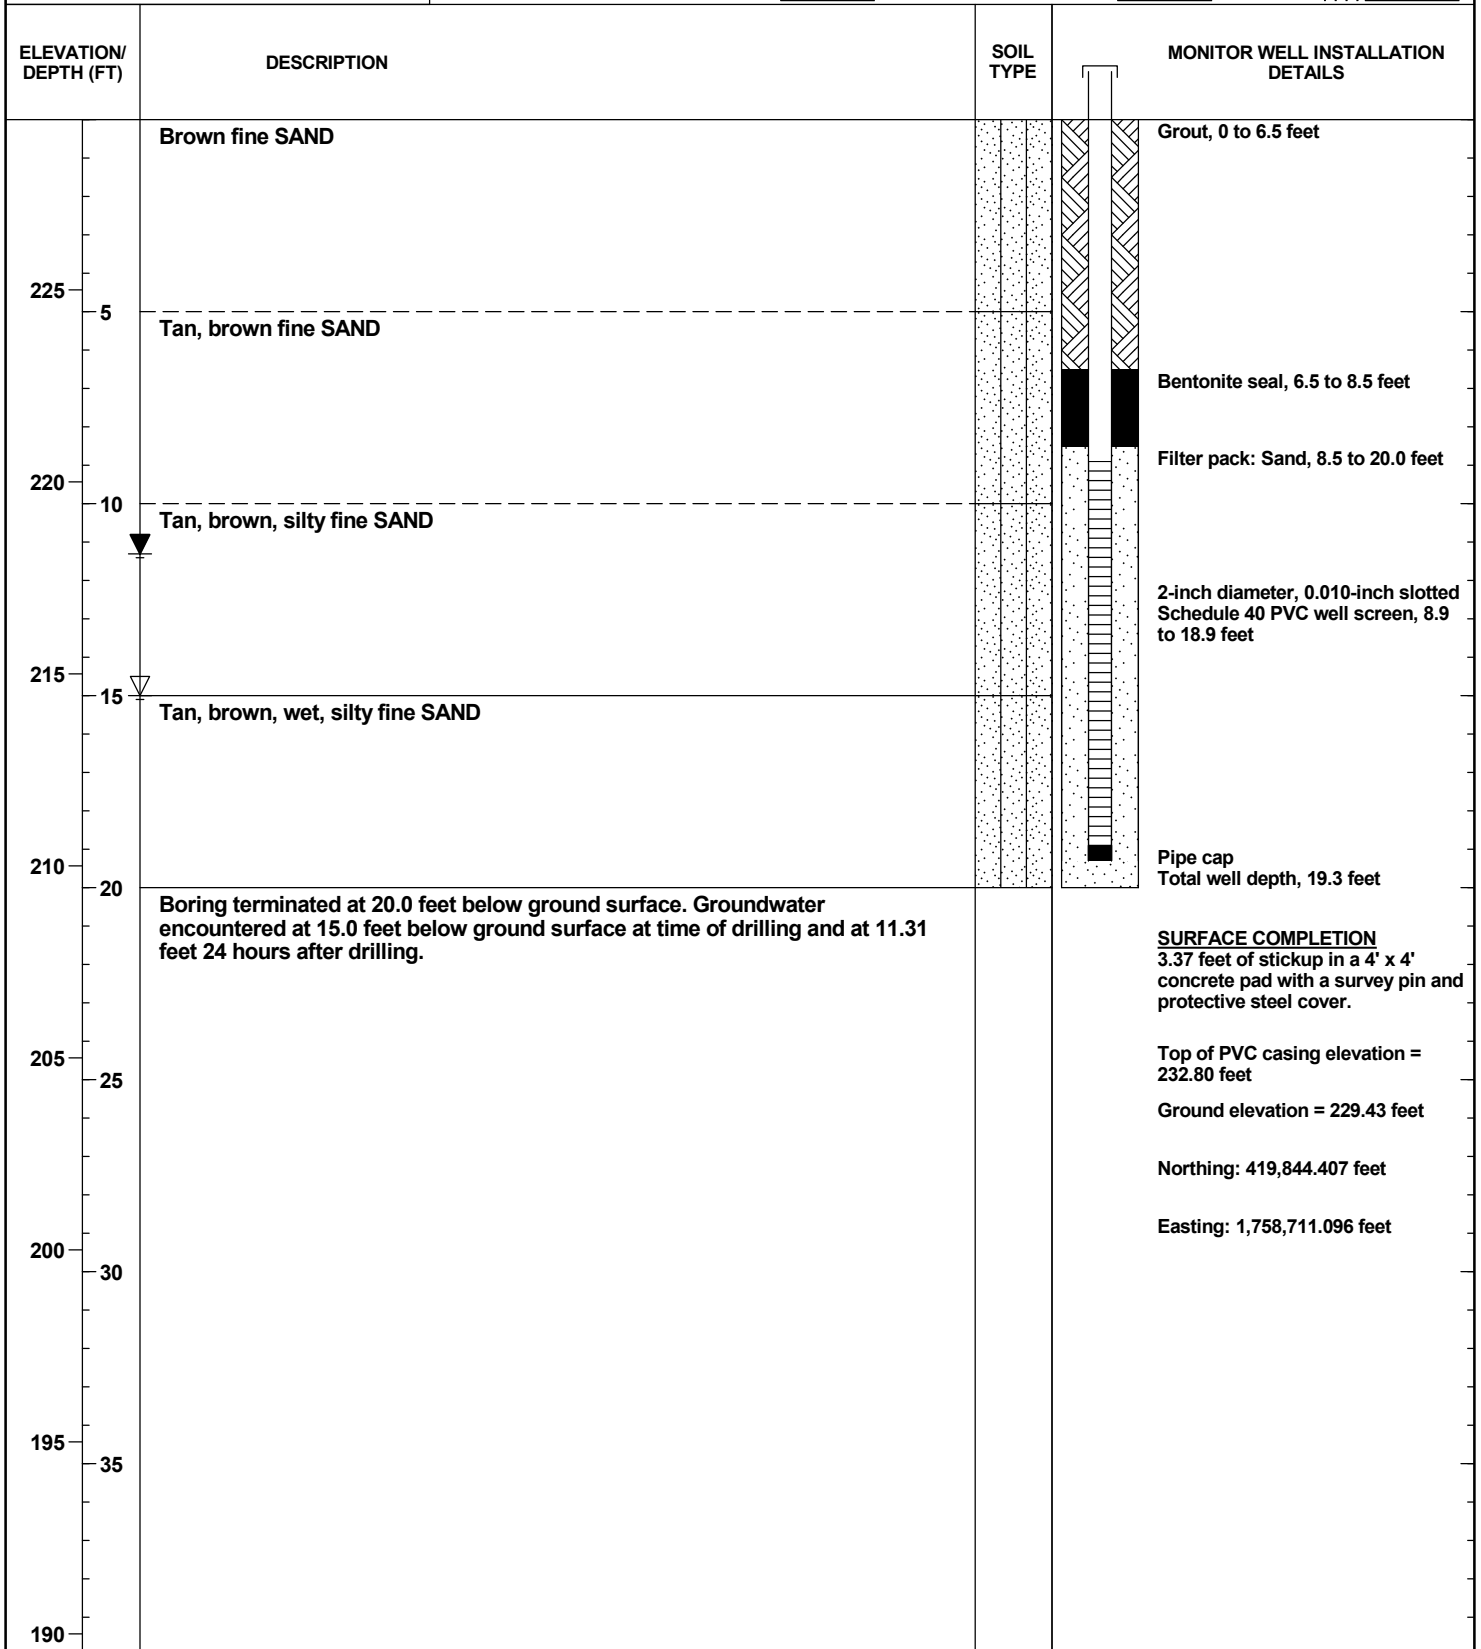 ELEVATION/
DEPTH (FT)
DESCRIPTION
SOIL
TYPE
MONITOR WELL INSTALLATION
DETAILS
Brown fine SAND
Grout, 0 to 6.5 feet
225
5
Tan, brown fine SAND
Bentonite seal, 6.5 to 8.5 feet
Filter pack: Sand, 8.5 to 20.0 feet
220
10
Tan, brown, silty fine SAND
2-inch diameter, 0.010-inch slotted
Schedule 40 PVC well screen, 8.9
to 18.9 feet
215
15
Tan, brown, wet, silty fine SAND
210
Pipe cap
Total well depth, 19.3 feet
20
Boring terminated at 20.0 feet below ground surface. Groundwater
encountered at 15.0 feet below ground surface at time of drilling and at 11.31
feet 24 hours after drilling.
SURFACE COMPLETION
3.37 feet of stickup in a 4' x 4'
concrete pad with a survey pin and
protective steel cover.
205
25
Top of PVC casing elevation =
232.80 feet
Ground elevation = 229.43 feet
Northing: 419,844.407 feet
Easting: 1,758,711.096 feet
200
30
195
35
190